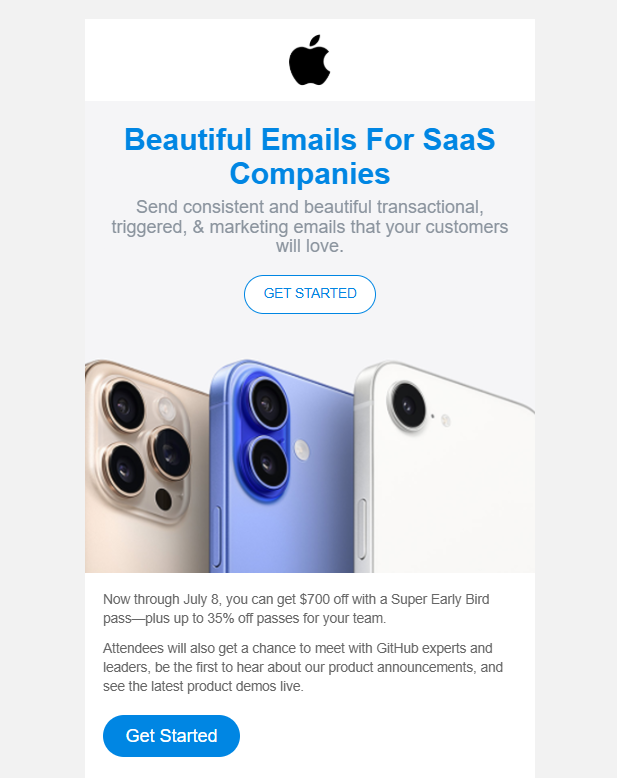 Beautiful Emails For SaaS
Companies
Send consistent and beautiful transactional,
triggered, & marketing emails that your customers
will love.
GET STARTED
Now through July 8, you can get $700 off with a Super Early Bird
pass—plus up to 35% off passes for your team.
Attendees will also get a chance to meet with GitHub experts and
leaders, be the first to hear about our product announcements, and
see the latest product demos live.
Get Started